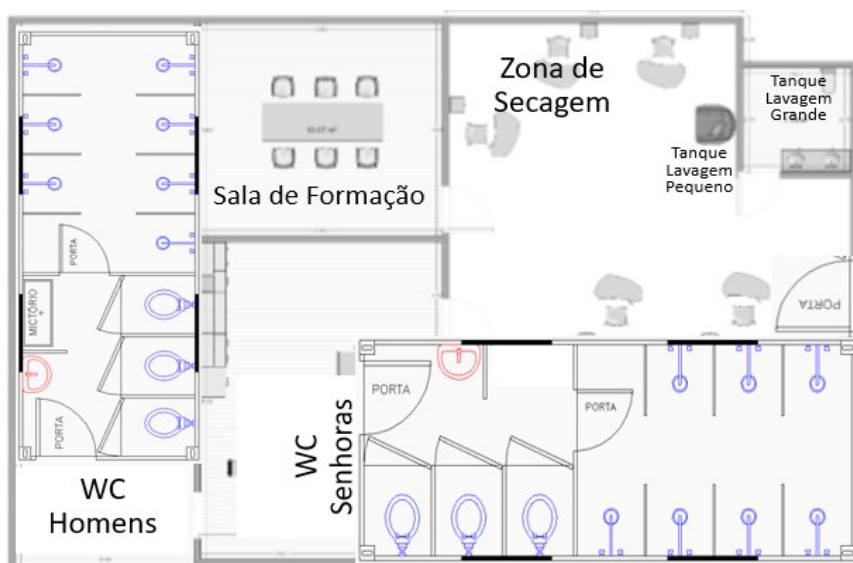 Zona de
Secagem
Tanque
Lavagem
Grande
Tanque
Lavagem
Pequeno
Sala de Formação
PORTA
MICTÓRIO
PORTA
WC
Homens
PORTA
WC
Senhoras
PORTA
PORTA